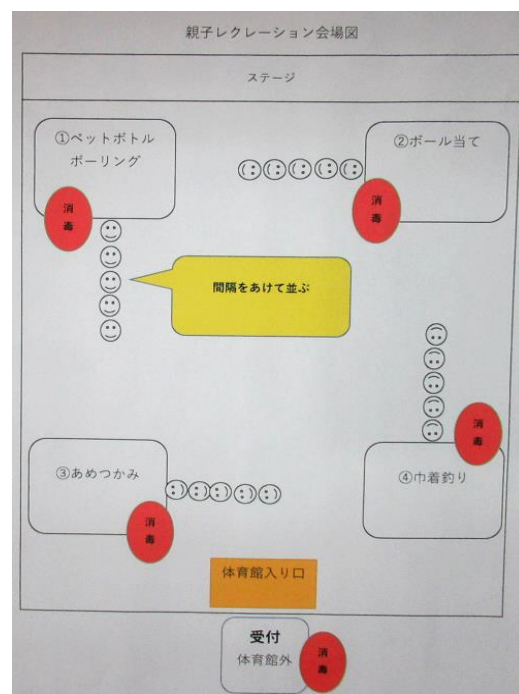 親子レクレーション会場図
ステージ
①ペットボトル
ボーリング
②ボール当て
消
毒
消
毒
間隔をあけて並ぶ
消
毒
③あめつかみ
④巾着釣り
消
毒
体育館入り口
受付
体育館外
消
毒